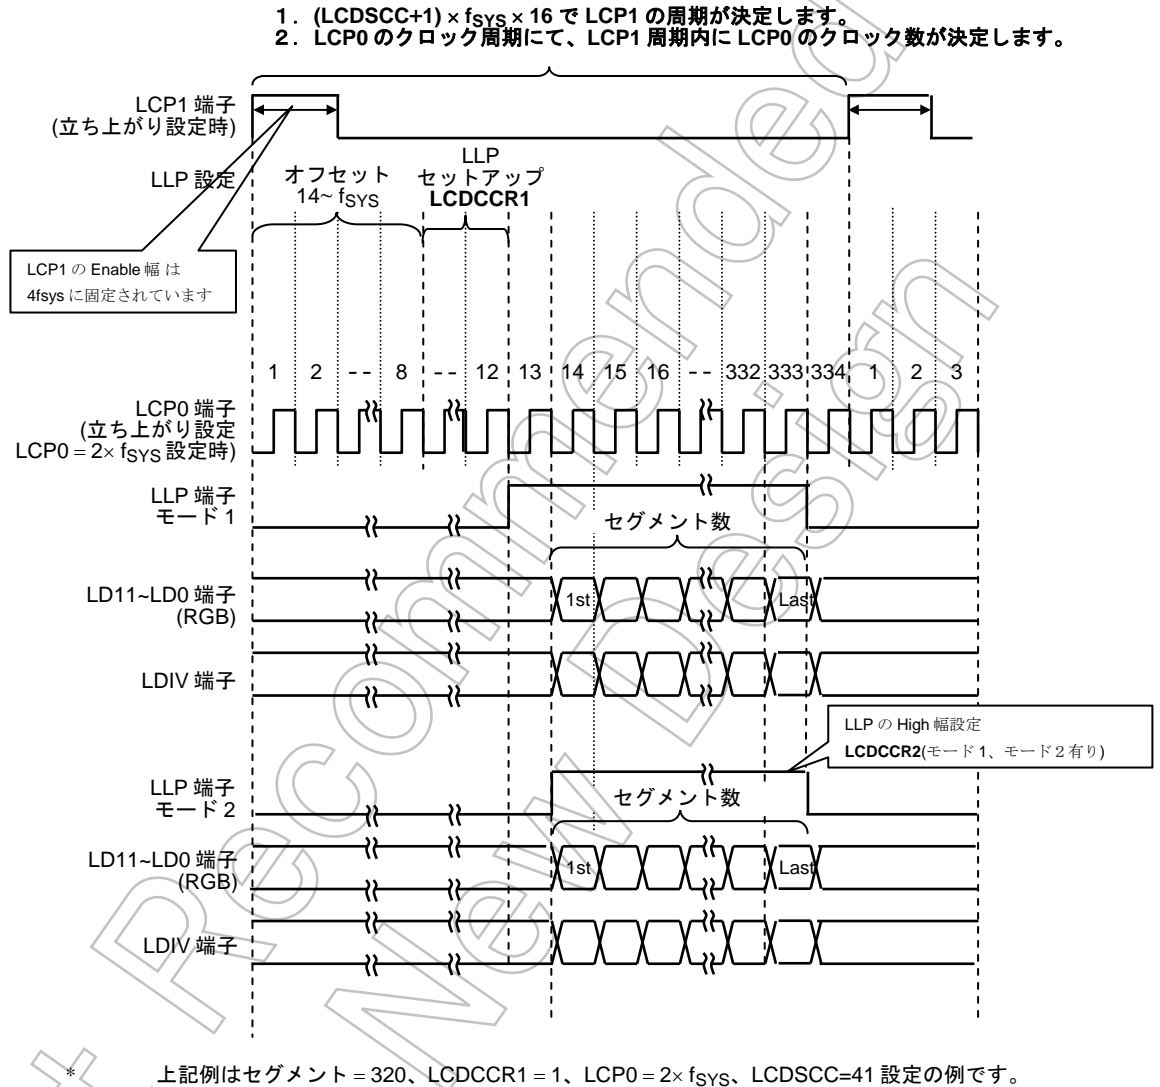 1. (LCDSCC+1) × fSYS × 16 で LCP1 の周期が決定します。
2. LCP0 のクロック周期にて、LCP1 周期内に LCP0 のクロック数が決定します。
LCP1 端子
(立ち上がり設定時)
LLP 設定
オフセット
14~ fSYS
LLP
セットアップ
LCDCCR1
LCP1 の Enable 幅 は
4fsys に固定されています
1 2 -- 8 -- 12 13 14 15 16 -- 332 333 334 1 2 3
LCP0 端子
(立ち上がり設定
LCP0 = 2× fSYS 設定時)
LLP 端子
モード 1
セグメント数
LD11~LD0 端子
(RGB)
1st Last
LDIV 端子
LLP の High 幅設定
LCDCCR2(モード 1、モード 2 有り)
LLP 端子
モード 2
セグメント数
LD11~LD0 端子
(RGB)
1st Last
LDIV 端子
* 上記例はセグメント = 320、LCDCCR1 = 1、LCP0 = 2× fSYS、LCDSCC=41 設定の例です。
Recommended
New Design